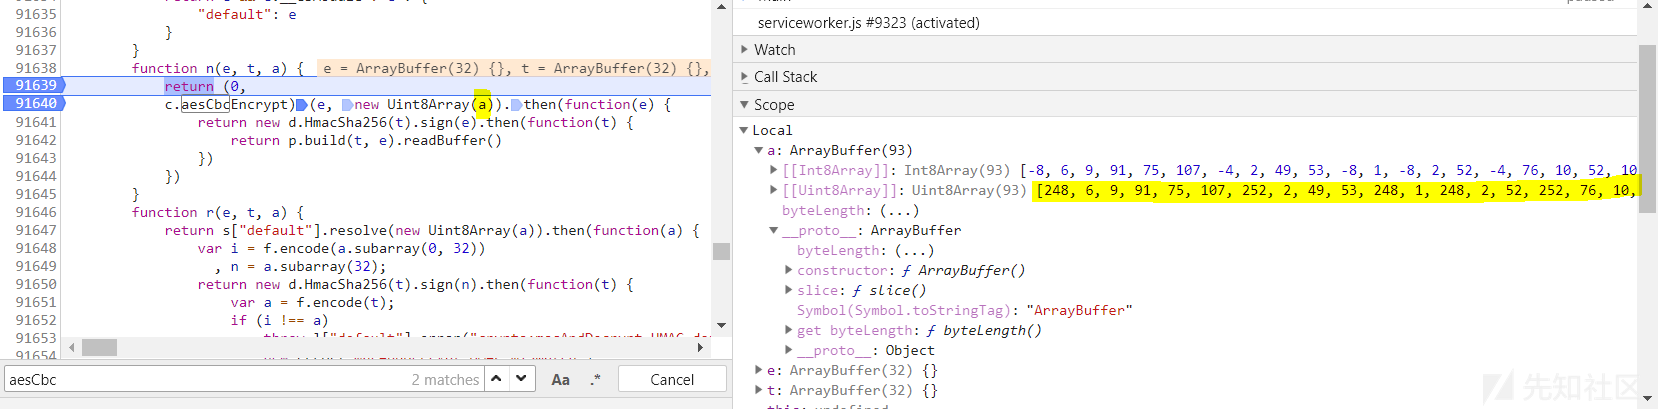 91635 "default": e
91636 }
91637 }
91638 function n(e, t, a) { e = ArrayBuffer(32) {}, t = ArrayBuffer(32) {},
91639 return (0,
91640 c.aesCbcEncrypt)(e, new Uint8Array(a)).then(function(e) {
91641 return new d.HmacSha256(t).sign(e).then(function(t) {
91642 return p.build(t, e).readBuffer()
91643 })
91644 })
91645 }
91646 function r(e, t, a) {
91647 return s["default"].resolve(new Uint8Array(a)).then(function(a) {
91648 var i = f.encode(a.subarray(0, 32))
91649 , n = a.subarray(32);
91650 return new d.HmacSha256(t).sign(n).then(function(t) {
91651 var a = f.encode(t);
91652 if (i !== a)
91653
91654
aesCbc 2 matches Aa .* Cancel
serviceworker.js #9323 (activated)
Watch
Call Stack
Scope
Local
a: ArrayBuffer(93)
[[Int8Array]]: Int8Array(93) [-8, 6, 9, 91, 75, 107, -4, 2, 49, 53, -8, 1, -8, 2, 52, -4, 76, 10, 52, 10
[[Uint8Array]]: Uint8Array(93) [248, 6, 9, 91, 75, 107, 252, 2, 49, 53, 248, 1, 248, 2, 52, 252, 76, 10,
byteLength: (...)
__proto__: ArrayBuffer
byteLength: (...)
constructor: ƒ ArrayBuffer()
slice: ƒ slice()
Symbol(Symbol.toStringTag): "ArrayBuffer"
get byteLength: ƒ byteLength()
__proto__: Object
e: ArrayBuffer(32) {}
t: ArrayBuffer(32) {}
this: undefined
先知社区